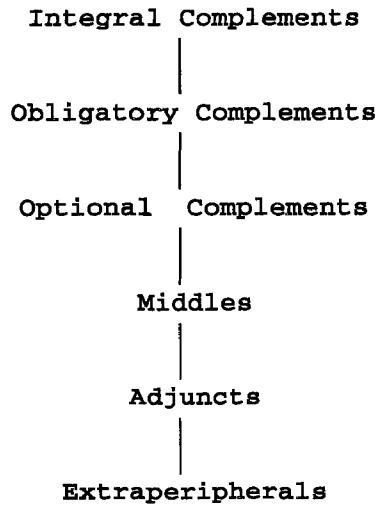 Integral Complements
Obligatory Complements
Optional Complements
Middles
Adjuncts
Extraperipherals